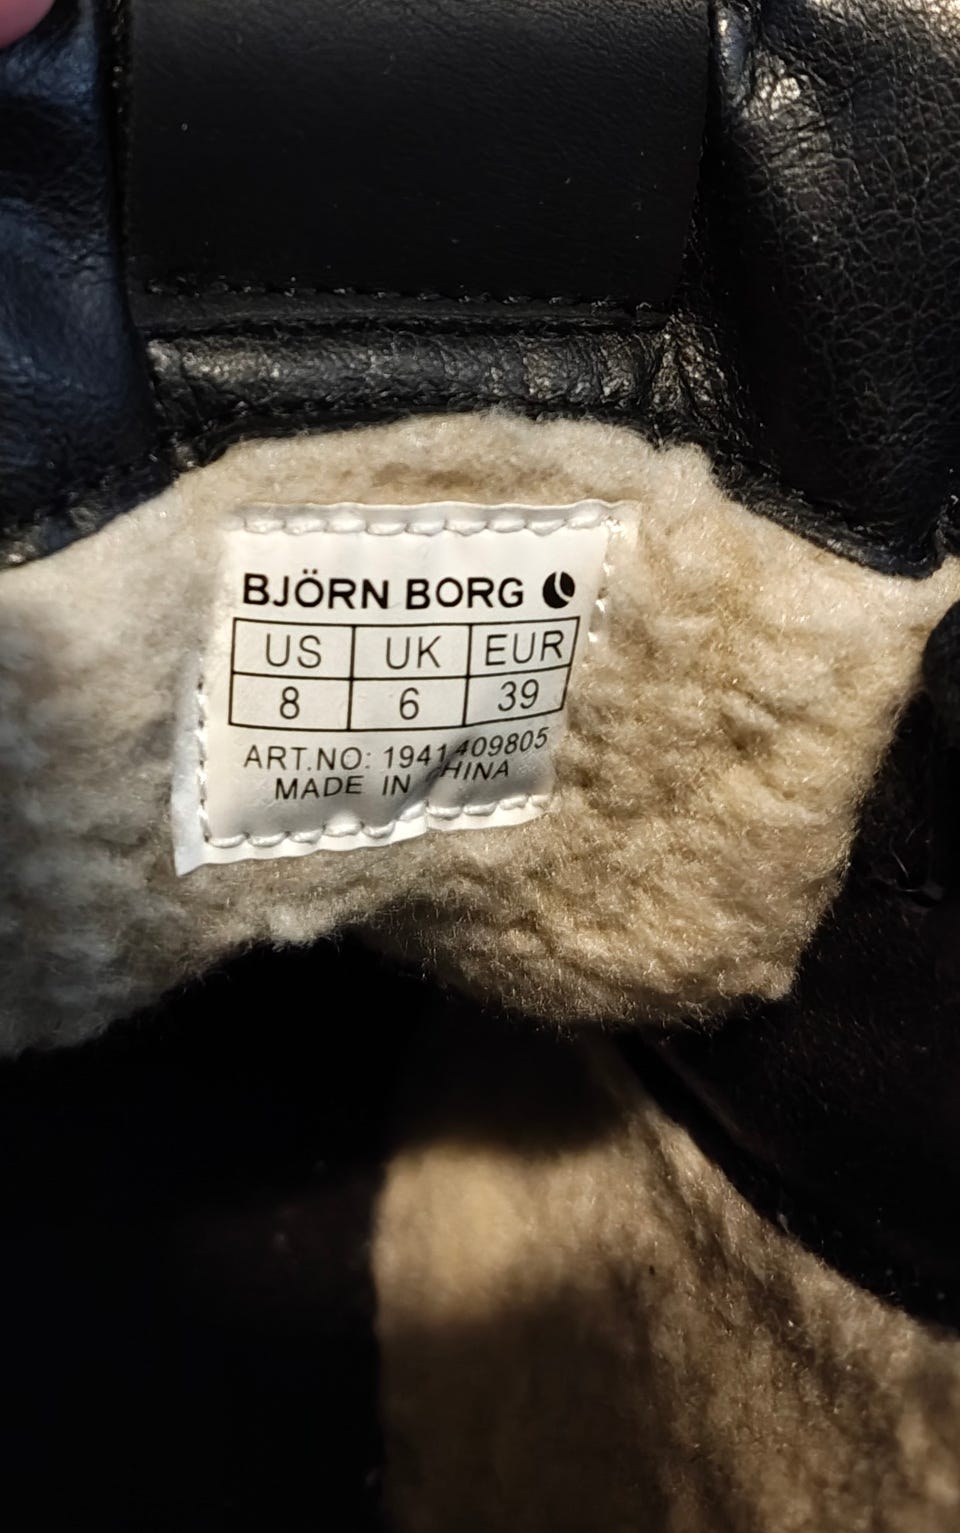 BJÖRN BORG
US UK EUR
8 6 39
ART.NO: 1941409805
MADE IN CHINA